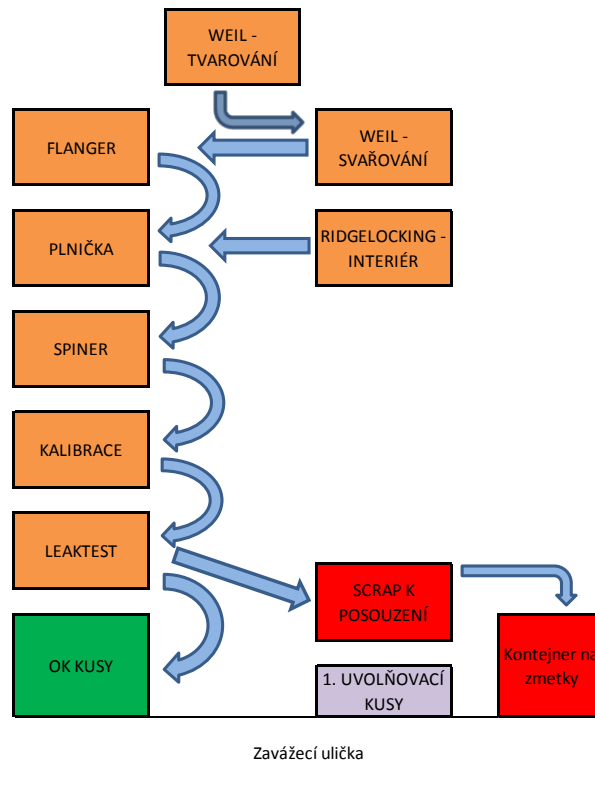 WEIL -
TVAROVÁNÍ
FLANGER
WEIL -
SVAŘOVÁNÍ
PLNIČKA
RIDGELOCKING -
INTERIÉR
SPINER
KALIBRACE
LEAKTEST
SCRAP K
POSOUZENÍ
OK KUSY
1. UVOLŇOVACÍ
KUSY
Kontejner na
zmetky
Zavážecí ulička